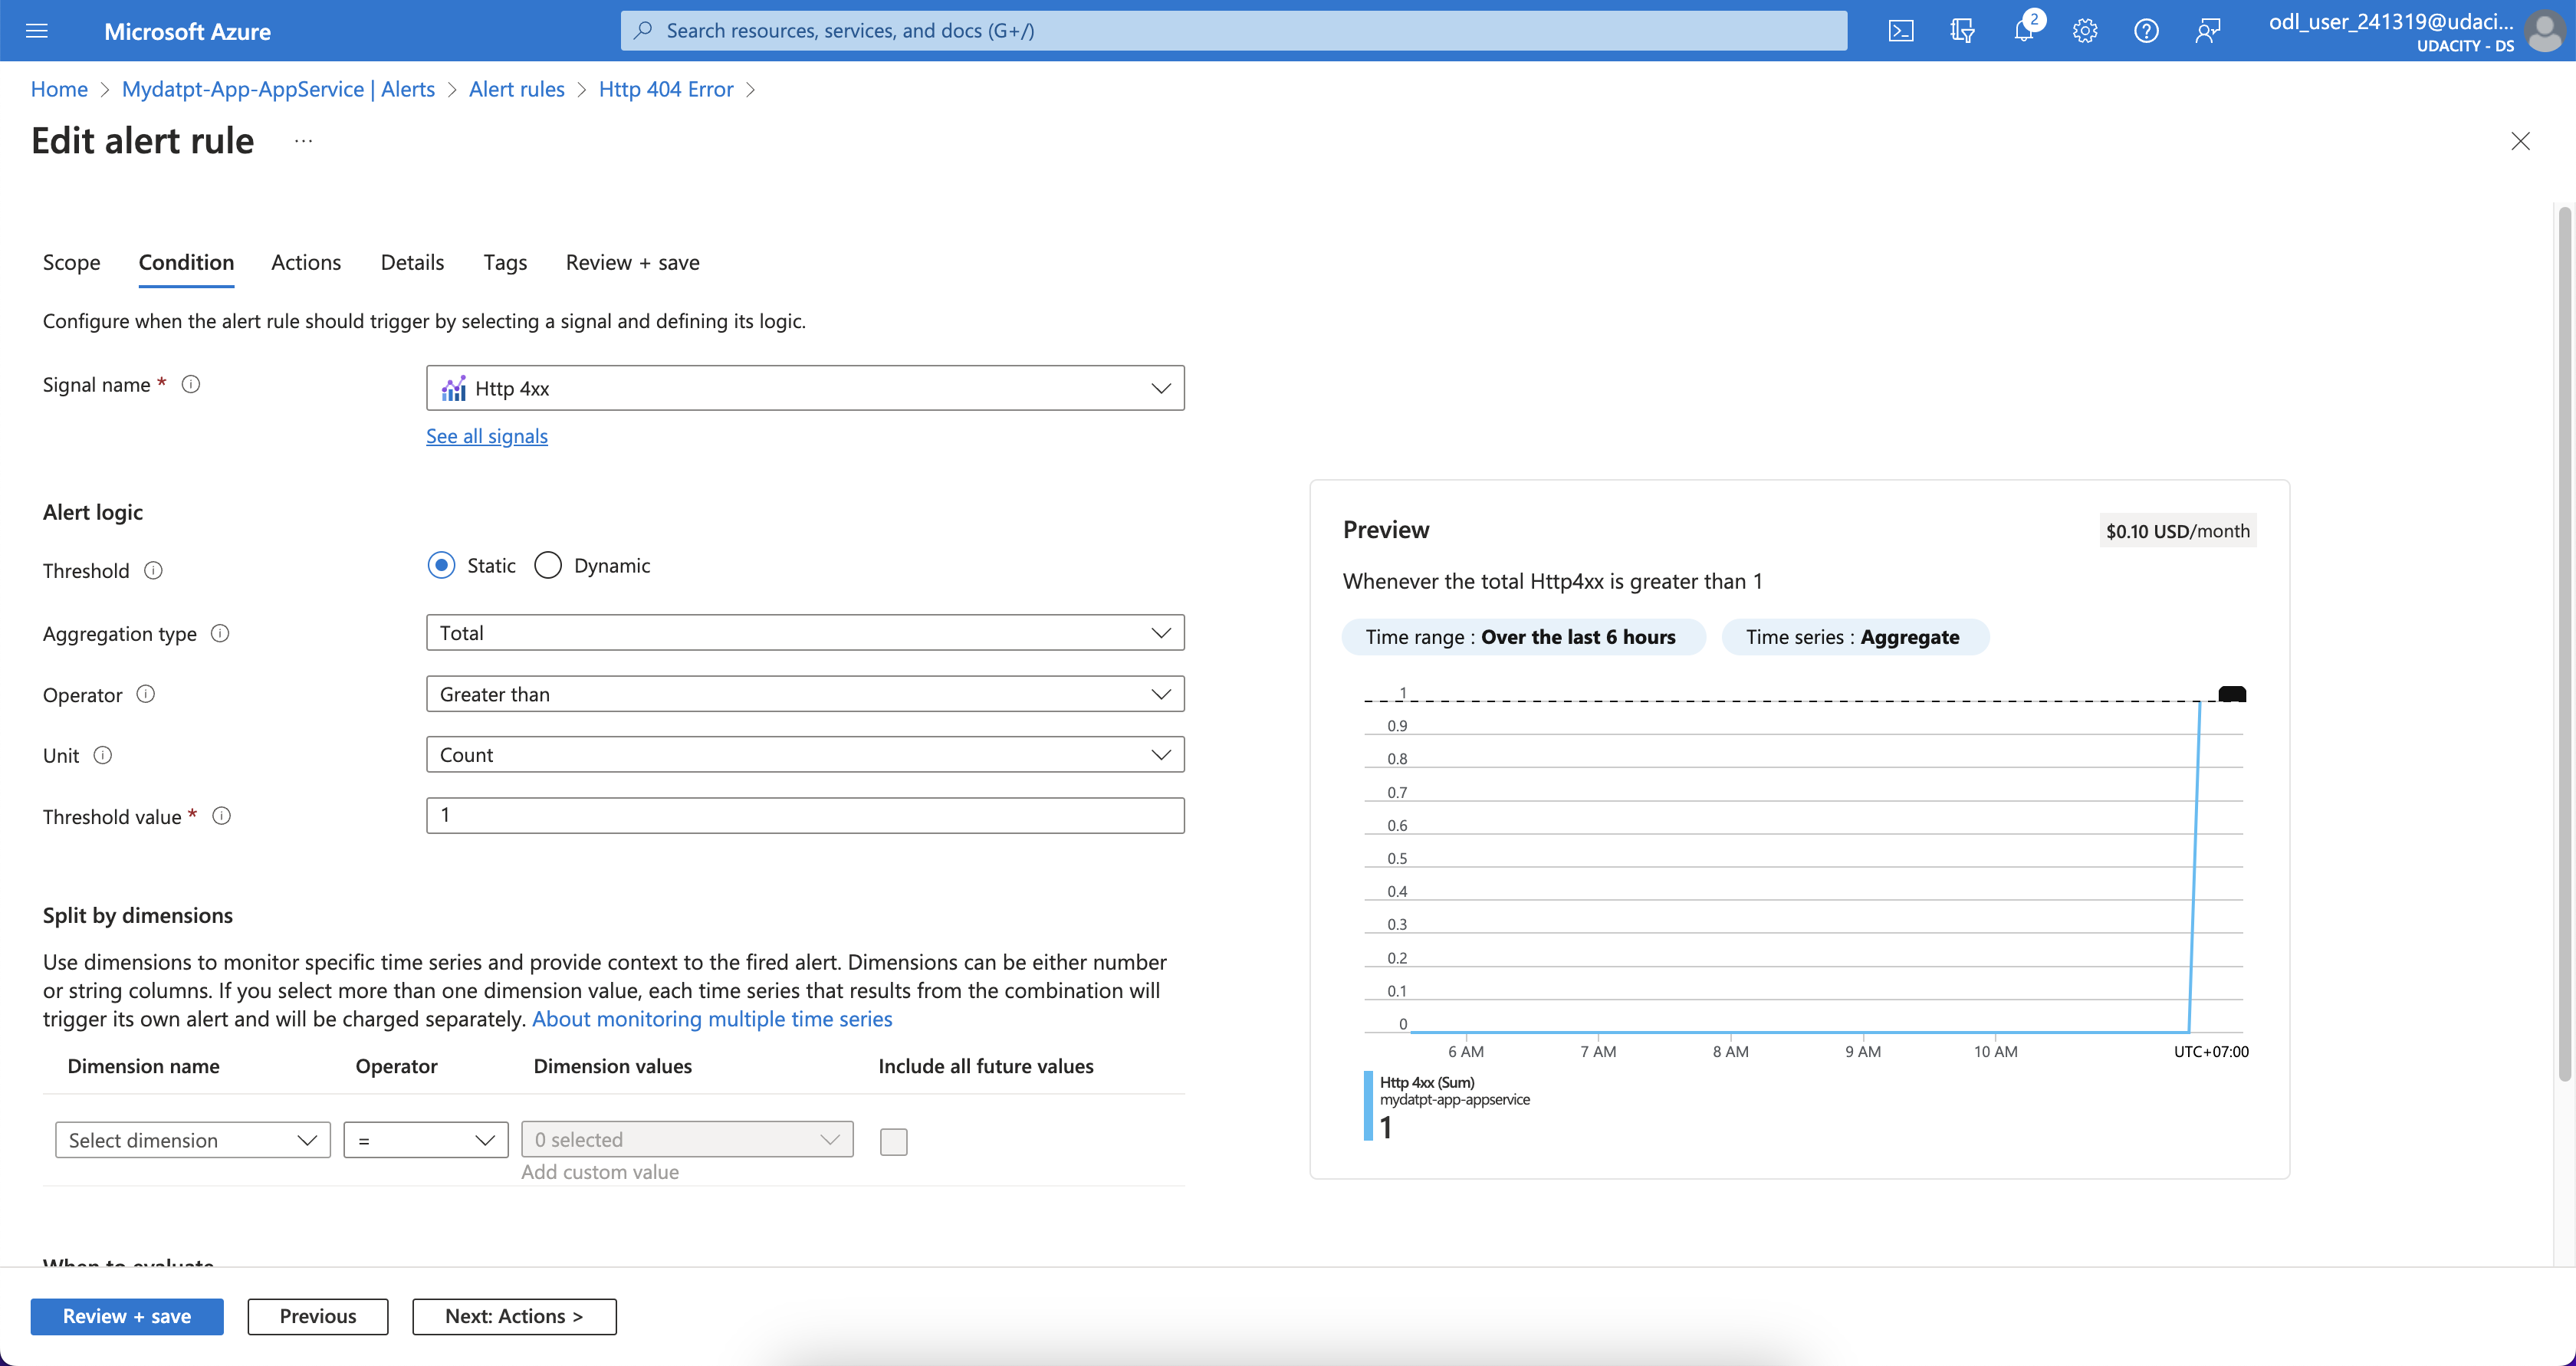 Microsoft Azure
Search resources, services, and docs (G+/)
2
odl_user_241319@udaci...
UDACITY - DS
Home > Mydatpt-App-AppService | Alerts > Alert rules > Http 404 Error >
Edit alert rule ...
Scope Condition Actions Details Tags Review + save
Configure when the alert rule should trigger by selecting a signal and defining its logic.
Signal name *
Http 4xx
See all signals
Alert logic
Threshold
Static Dynamic
Aggregation type
Total
Operator
Greater than
Unit
Count
Threshold value *
1
Split by dimensions
Use dimensions to monitor specific time series and provide context to the fired alert. Dimensions can be either number
or string columns. If you select more than one dimension value, each time series that results from the combination will
trigger its own alert and will be charged separately. About monitoring multiple time series
Dimension name Operator Dimension values Include all future values
Select dimension = 0 selected
Add custom value
When to evaluate
Preview
$0.10 USD/month
Whenever the total Http4xx is greater than 1
Time range : Over the last 6 hours Time series : Aggregate
1
0.9
0.8
0.7
0.6
0.5
0.4
0.3
0.2
0.1
0
6 AM 7 AM 8 AM 9 AM 10 AM UTC+07:00
Http 4xx (Sum)
mydatpt-app-appservice
1
Review + save Previous Next: Actions >